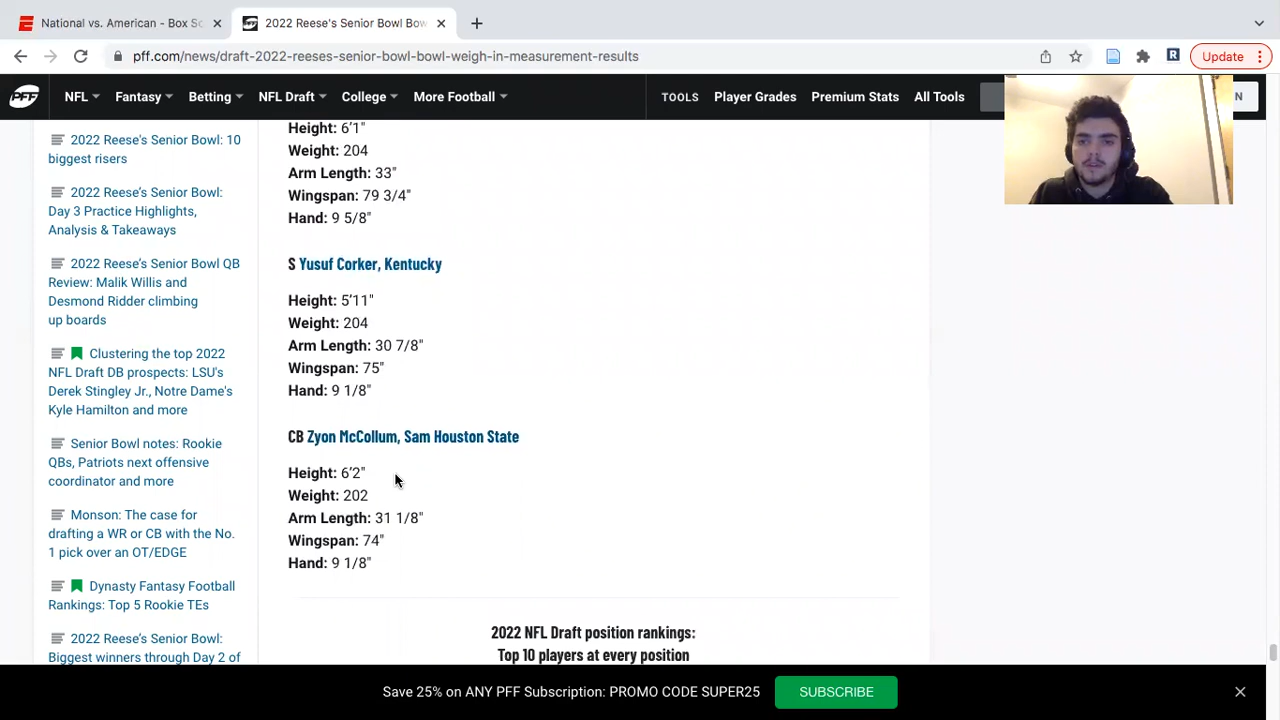 National vs. American - Box Sc
2022 Reese's Senior Bowl Bow
pff.com/news/draft-2022-reeses-senior-bowl-bowl-weigh-in-measurement-results
R
Update
PFF
NFL
Fantasy
Betting
NFL Draft
College
More Football
TOOLS
Player Grades
Premium Stats
All Tools
N
2022 Reese's Senior Bowl: 10
biggest risers
2022 Reese's Senior Bowl:
Day 3 Practice Highlights,
Analysis & Takeaways
2022 Reese's Senior Bowl QB
Review: Malik Willis and
Desmond Ridder climbing
up boards
Clustering the top 2022
NFL Draft DB prospects: LSU's
Derek Stingley Jr., Notre Dame's
Kyle Hamilton and more
Senior Bowl notes: Rookie
QBs, Patriots next offensive
coordinator and more
Monson: The case for
drafting a WR or CB with the No.
1 pick over an OT/EDGE
Dynasty Fantasy Football
Rankings: Top 5 Rookie TEs
2022 Reese's Senior Bowl:
Biggest winners through Day 2 of
Height: 6'1"
Weight: 204
Arm Length: 33"
Wingspan: 79 3/4"
Hand: 9 5/8"
S Yusuf Corker, Kentucky
Height: 5'11"
Weight: 204
Arm Length: 30 7/8"
Wingspan: 75"
Hand: 9 1/8"
CB Zyon McCollum, Sam Houston State
Height: 6'2"
Weight: 202
Arm Length: 31 1/8"
Wingspan: 74"
Hand: 9 1/8"
2022 NFL Draft position rankings:
Top 10 players at every position
Save 25% on ANY PFF Subscription: PROMO CODE SUPER25
SUBSCRIBE